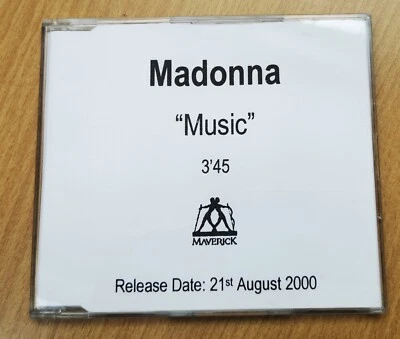 Madonna
“Music”
3’45
MAVERICK
Release Date: 21st August 2000